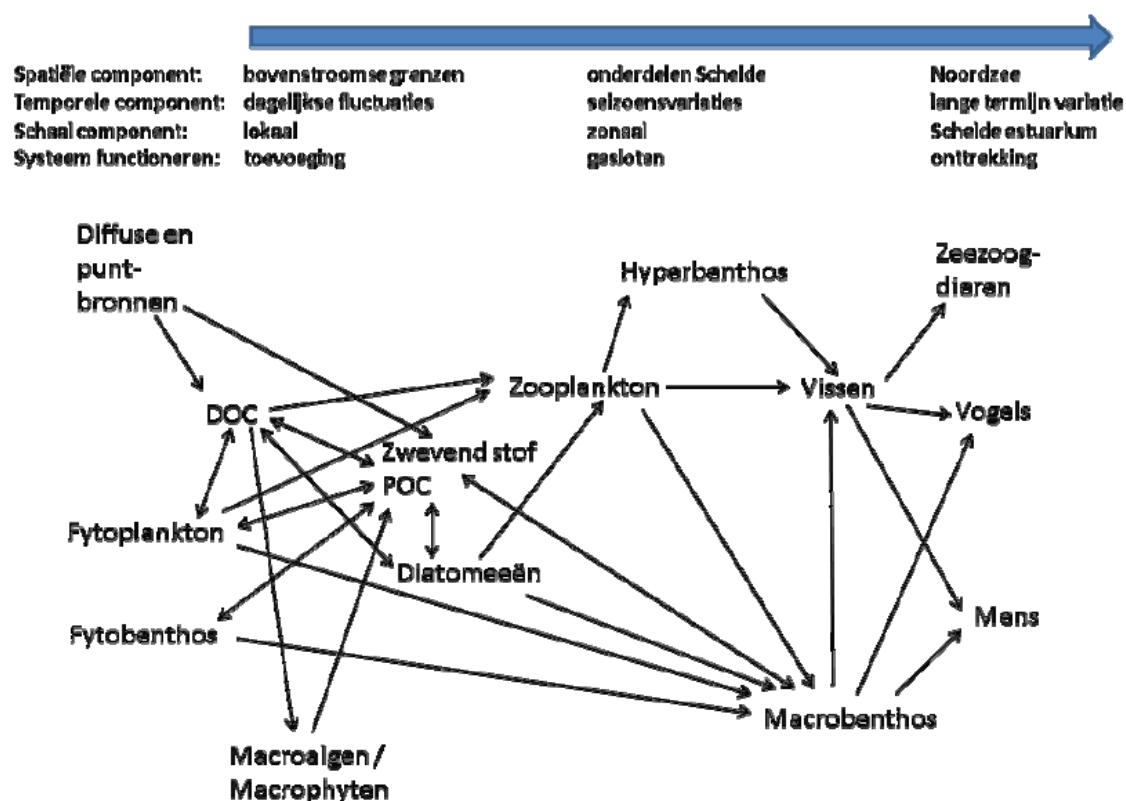 Spatiële component: bovenstroomse grenzen onderdelen Schelde Noordzee
Temporele component: dagelijkse fluctuaties seizoensvariaties lange termijn variatie
Schaal component: lokaal zonaal Schelde estuarium
Systeem functioneren: toevoeging gesloten onttrekking
Diffuse en
punt-
bronnen
Hyperbenthos
Zeezoog-
dieren
DOC
Zooplankton
Vissen
Vogels
Zwevend stof
POC
Fytoplankton
Diatomeeën
Fytobenthos
Mens
Macrobenthos
Macroalgen /
Macrophyten